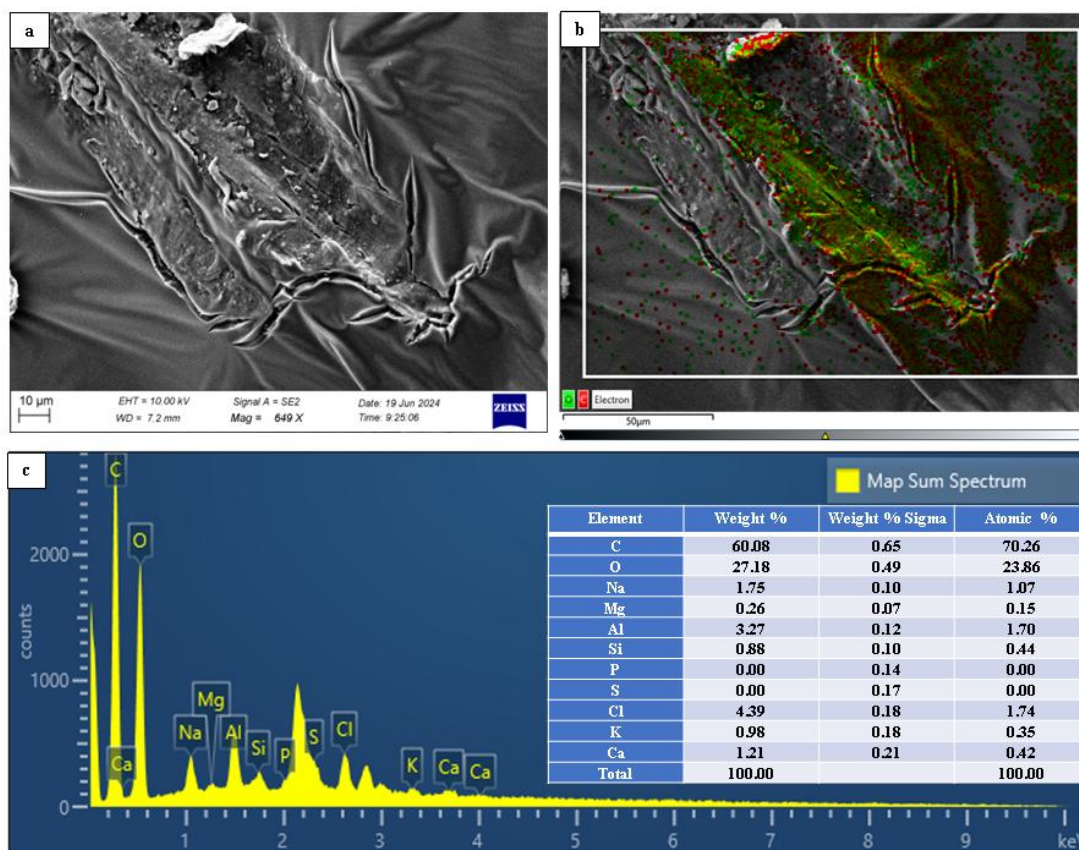 a
10 µm
EHT = 10.00 kV
Signal A = SE2
Date: 19 Jun 2024
WD = 7.2 mm
Mag = 649 X
Time: 9:25:06
ZEISS
b
O C Electron
50µm
c
Map Sum Spectrum
counts
2000
1000
0
C
O
Ca
Na
Mg
Al
Si
P
S
Cl
K
Ca
Ca
1 2 3 4 5 6 7 8 9 keV
Element Weight % Weight % Sigma Atomic %
C 60.08 0.65 70.26
O 27.18 0.49 23.86
Na 1.75 0.10 1.07
Mg 0.26 0.07 0.15
Al 3.27 0.12 1.70
Si 0.88 0.10 0.44
P 0.00 0.14 0.00
S 0.00 0.17 0.00
Cl 4.39 0.18 1.74
K 0.98 0.18 0.35
Ca 1.21 0.21 0.42
Total 100.00 100.00